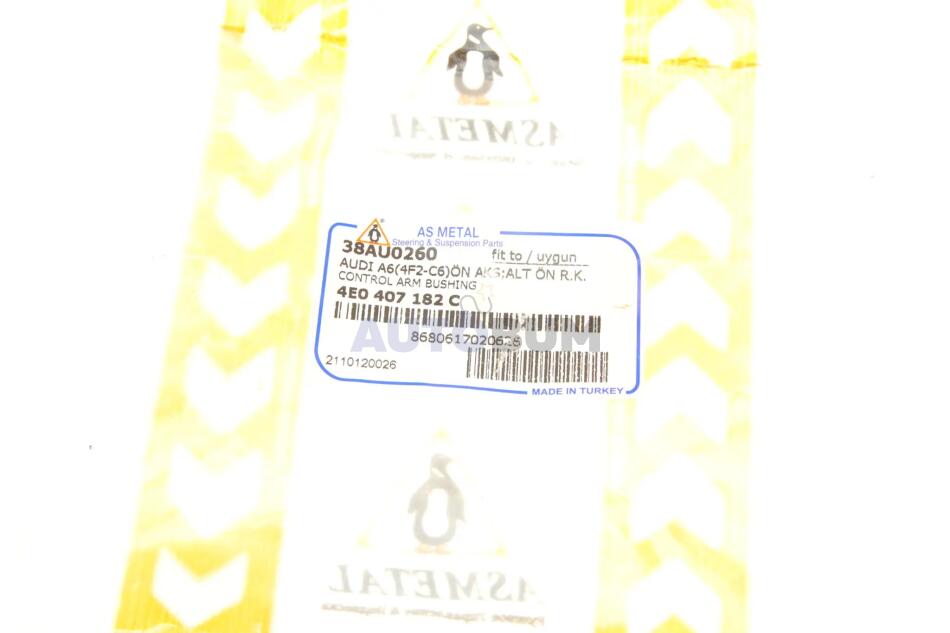 ASMETAL
AS METAL
Steering & Suspension Parts
38AU0260
fit to / uygun
AUDI A6(4F2-C6)ÖN AKS:ALT ÖN R.K.
CONTROL ARM BUSHING
4E0 407 182 C
AUTOBUM
8680617020626
2110120026
MADE IN TURKEY
ASMETAL